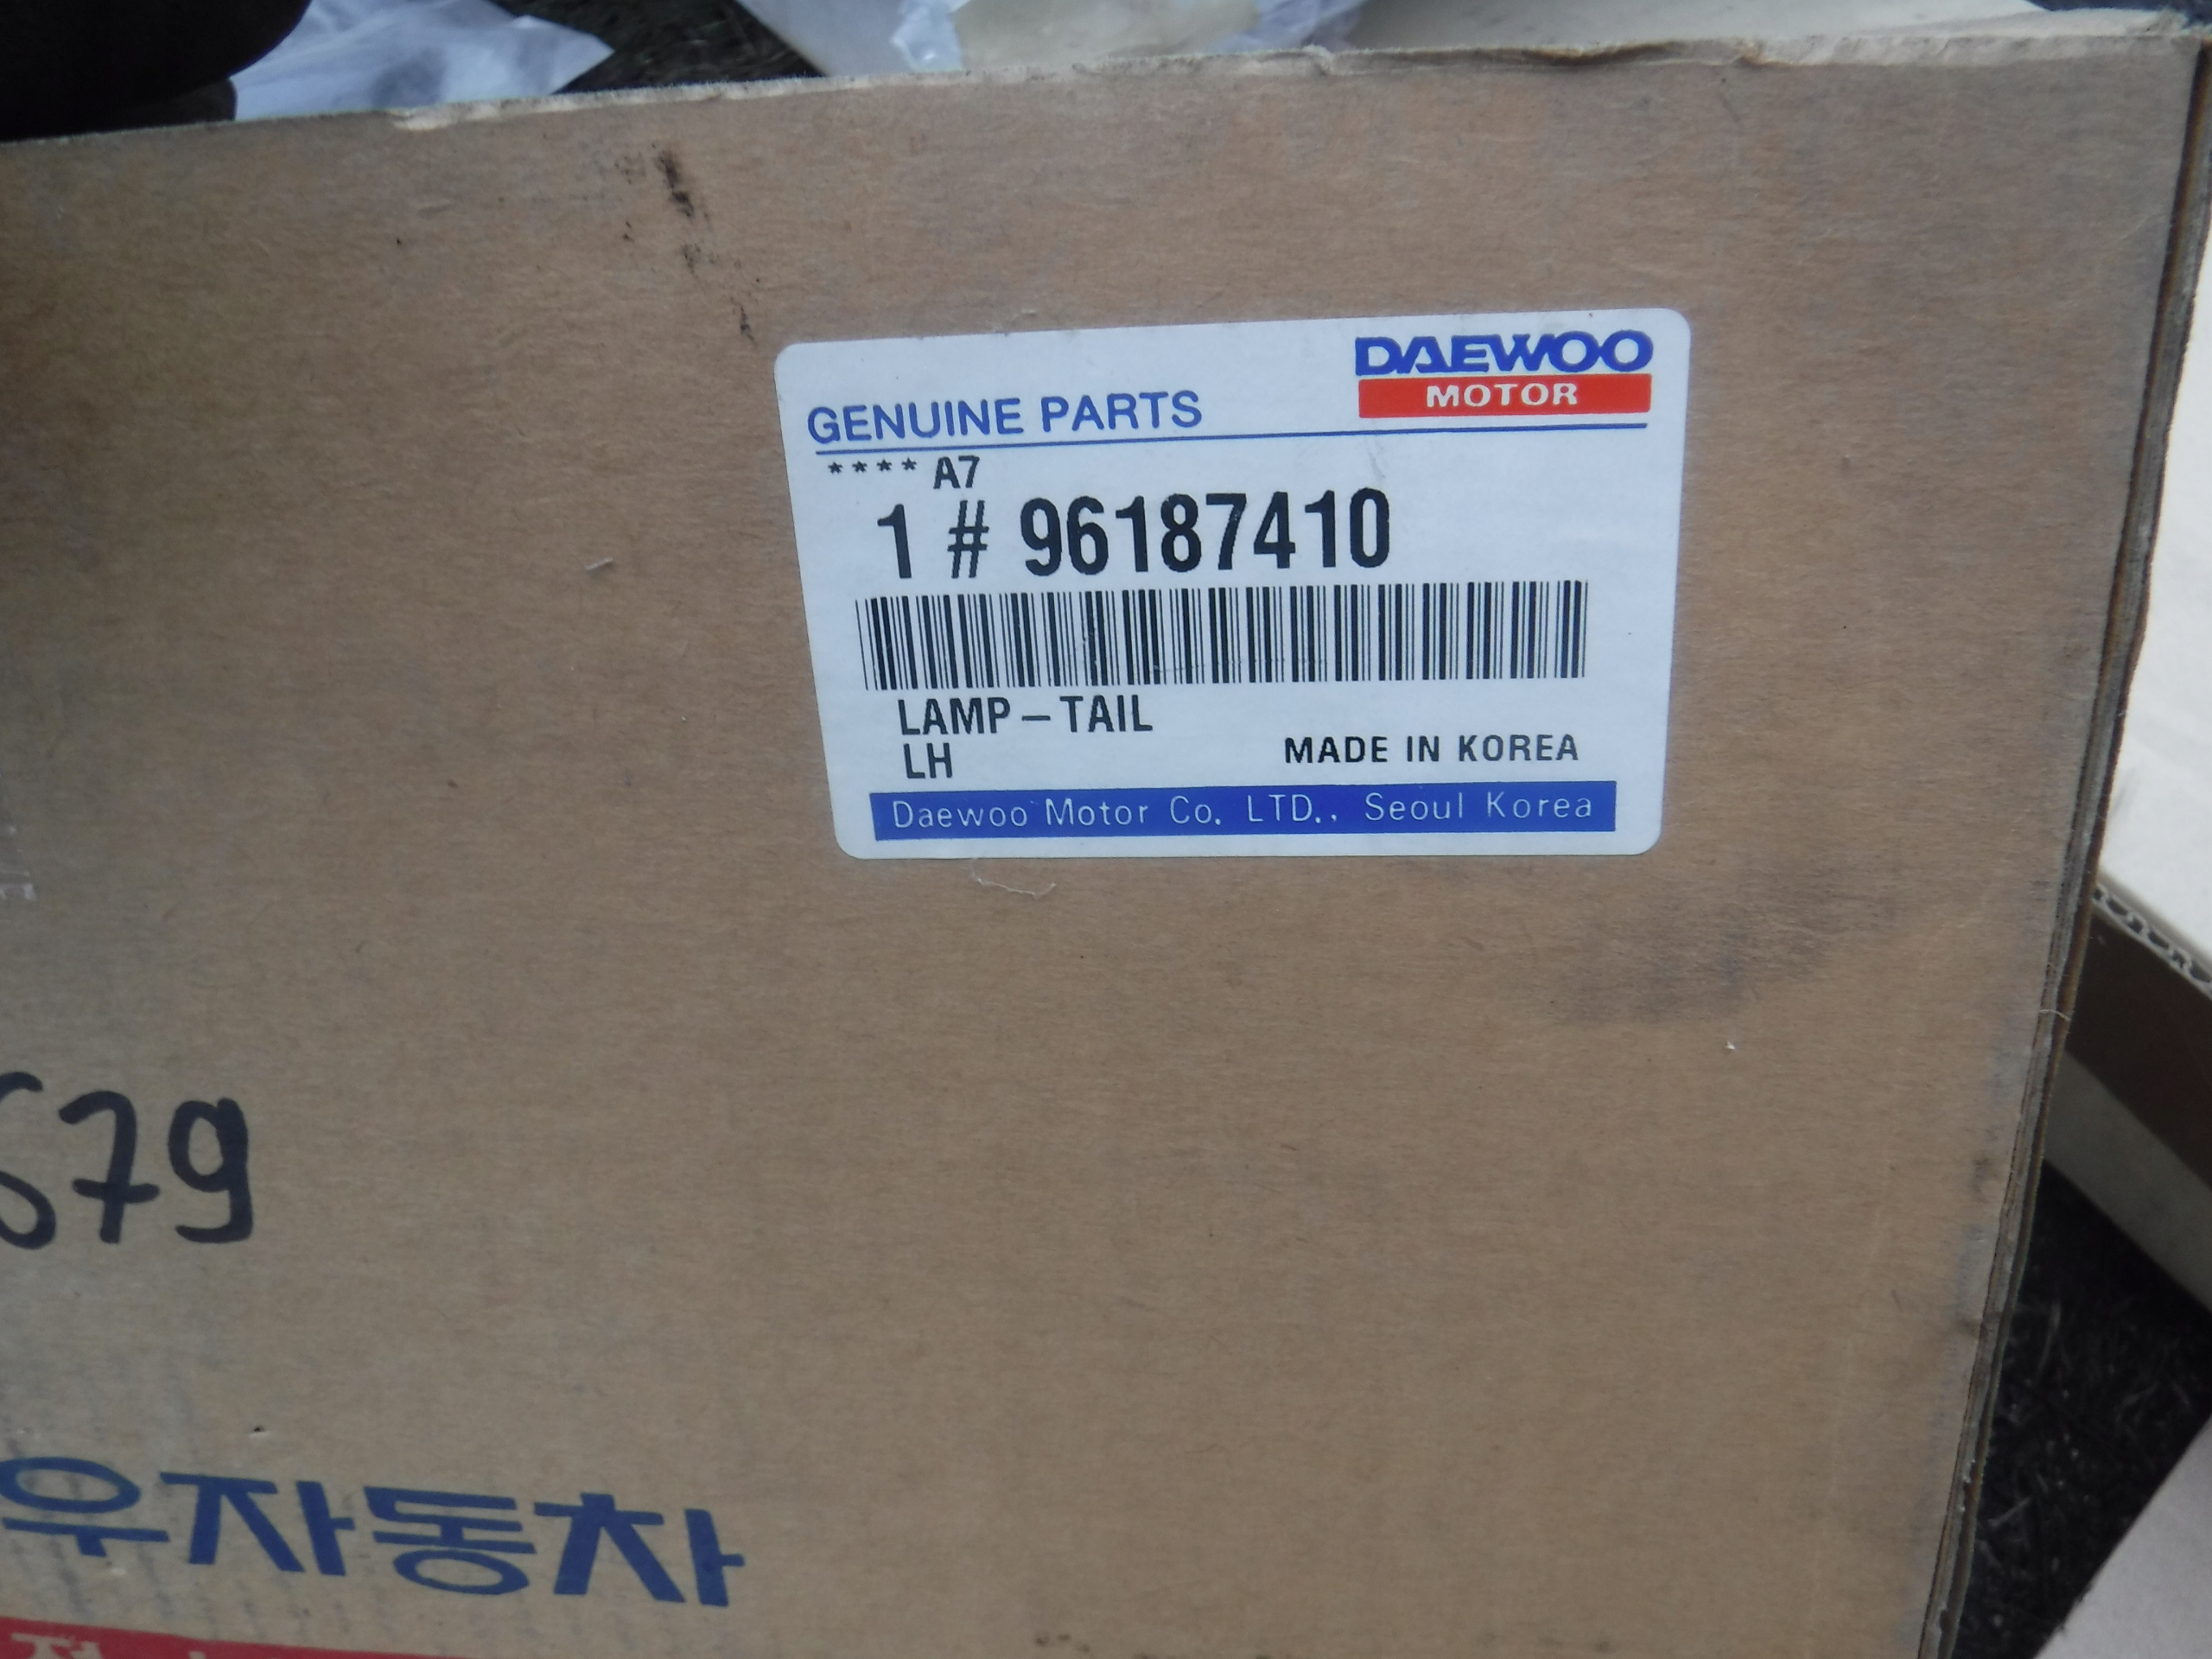 DAEWOO
MOTOR
GENUINE PARTS
**** A7
1 # 96187410
LAMP-TAIL
LH
MADE IN KOREA
Daewoo Motor Co. LTD., Seoul Korea
679
우자동차